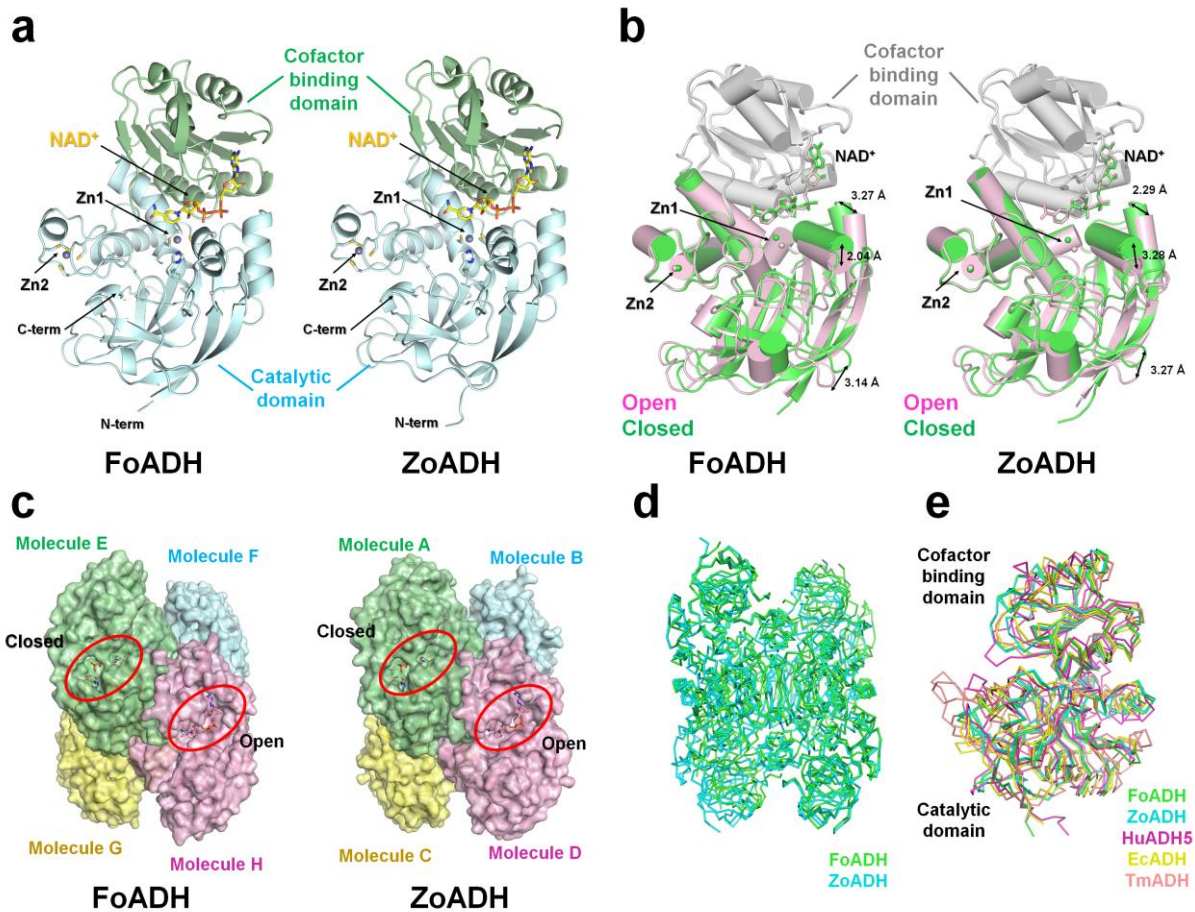 a
Cofactor
binding
domain
NAD⁺
Zn1
Zn2
C-term
Catalytic
domain
N-term
N-term
FoADH
NAD⁺
Zn1
Zn2
C-term
ZoADH
b
Cofactor
binding
domain
NAD⁺
3.27 Å
Zn1
2.04 Å
Zn2
3.14 Å
Open
Closed
FoADH
NAD⁺
2.29 Å
Zn1
3.28 Å
Zn2
3.27 Å
Open
Closed
ZoADH
c
Molecule E
Molecule F
Closed
Open
Molecule G
Molecule H
FoADH
Molecule A
Molecule B
Closed
Open
Molecule C
Molecule D
ZoADH
d
FoADH
ZoADH
e
Cofactor
binding
domain
Catalytic
domain
FoADH
ZoADH
HuADH5
EcADH
TmADH